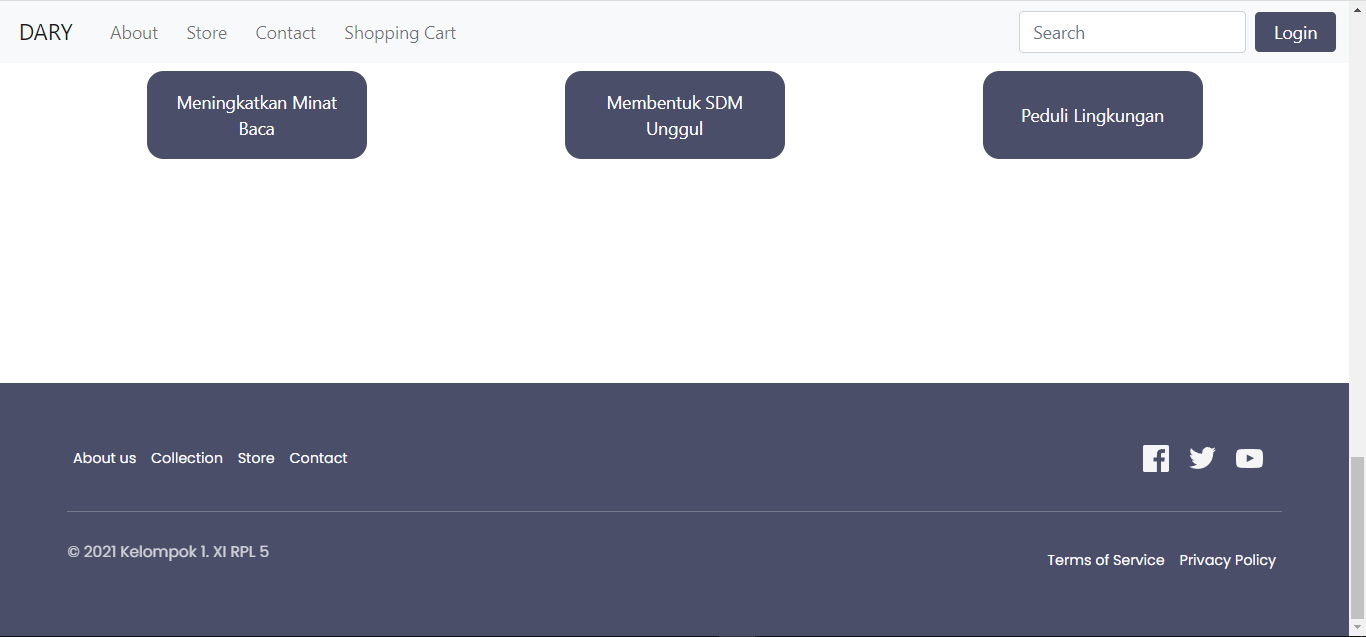 DARY About Store Contact Shopping Cart Search Login
Meningkatkan Minat
Baca
Membentuk SDM
Unggul
Peduli Lingkungan
About us Collection Store Contact
© 2021 Kelompok 1. XI RPL 5
Terms of Service Privacy Policy